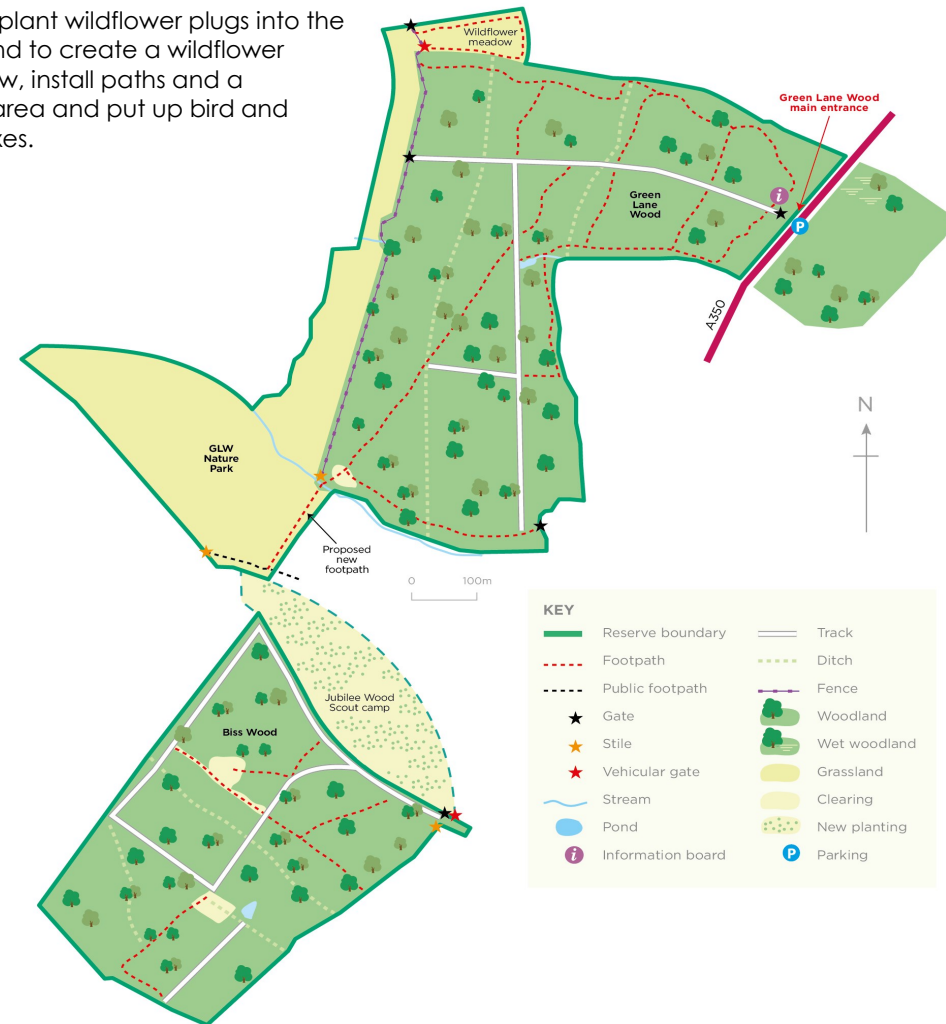 plant wildflower plugs into the
nd to create a wildflower
w, install paths and a
area and put up bird and
xes.
Wildflower
meadow
Green Lane Wood
main entrance
Green
Lane
Wood
i
P
A350
N
GLW
Nature
Park
Proposed
new
footpath
0 100m
Jubilee Wood
Scout camp
Biss Wood
KEY
Reserve boundary
Footpath
Public footpath
Gate
Stile
Vehicular gate
Stream
Pond
i Information board
Track
Ditch
Fence
Woodland
Wet woodland
Grassland
Clearing
New planting
P Parking